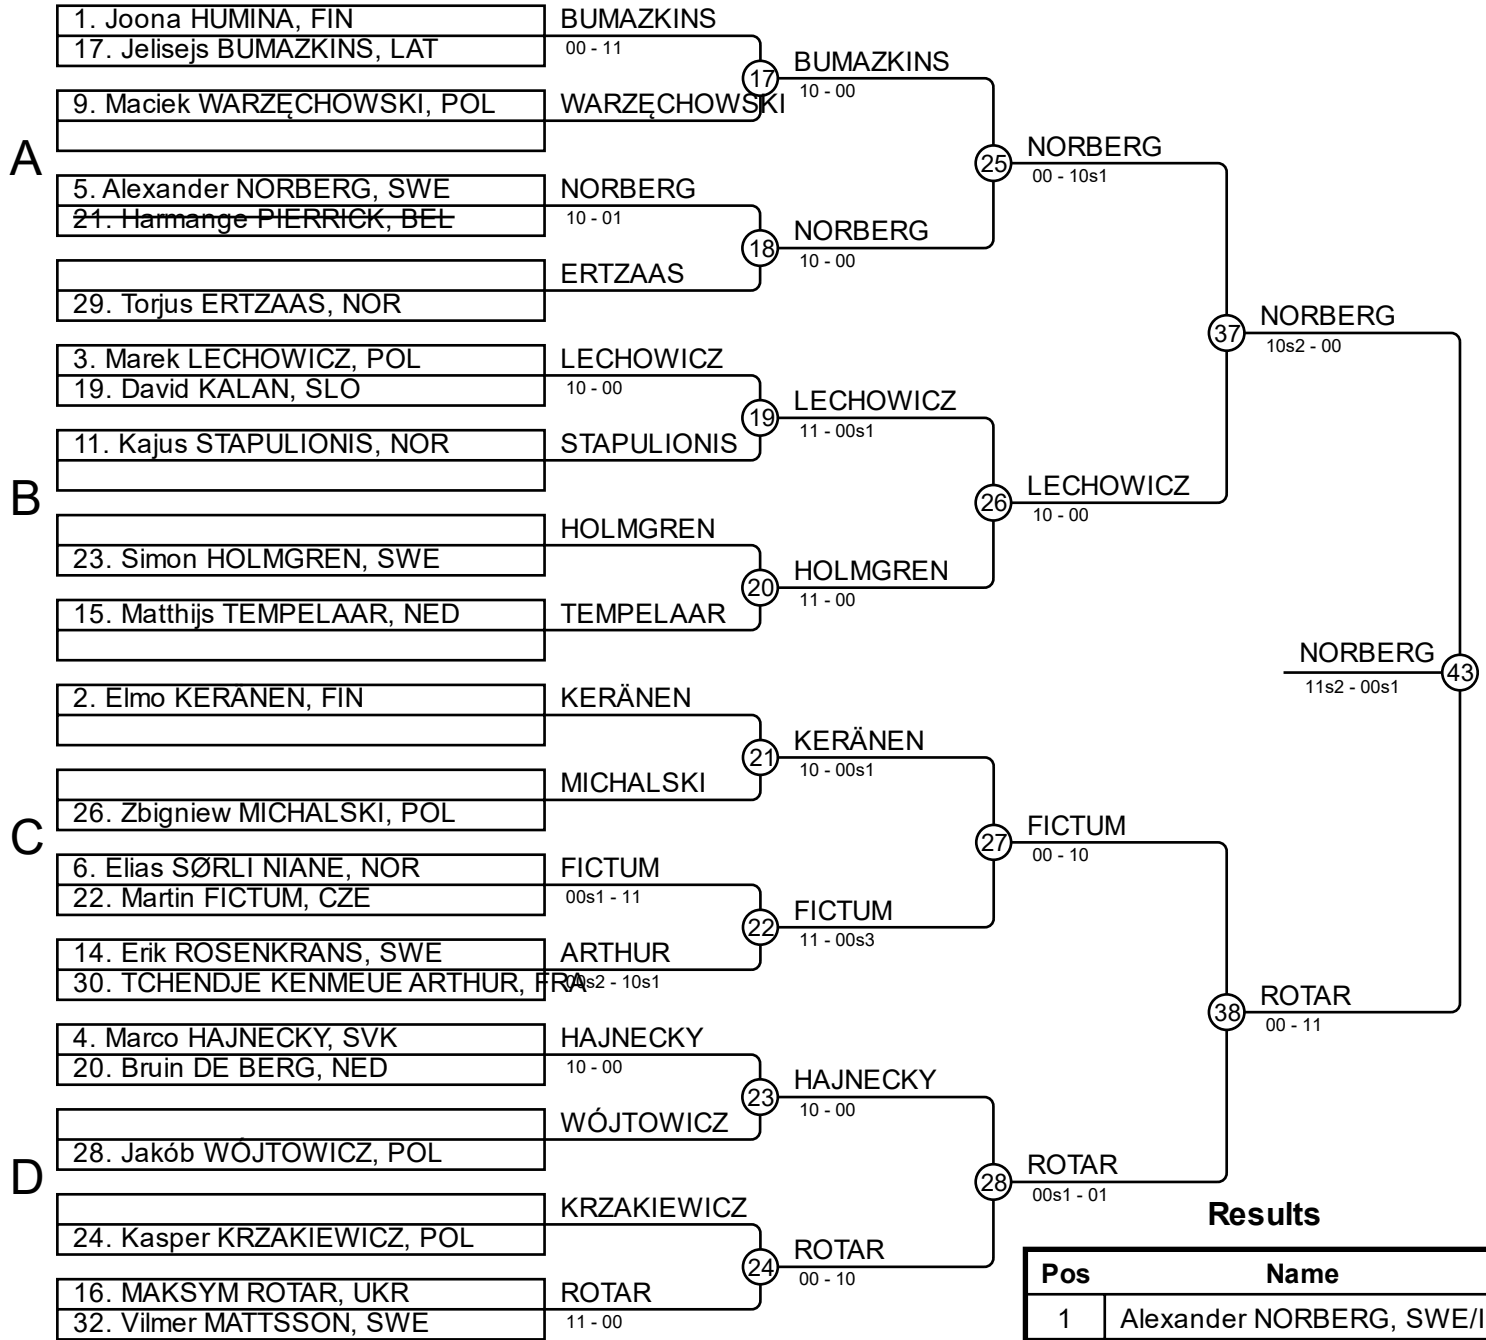 1. Joona HUMINA, FIN
17. Jelisejs BUMAZKINS, LAT
BUMAZKINS
00 - 11
9. Maciek WARZĘCHOWSKI, POL
WARZĘCHOWSKI
17
BUMAZKINS
10 - 00
A
5. Alexander NORBERG, SWE
21. Harmange PIERRICK, BEL
NORBERG
10 - 01
29. Torjus ERTZAAS, NOR
ERTZAAS
18
NORBERG
10 - 00
25
NORBERG
00 - 10s1
3. Marek LECHOWICZ, POL
19. David KALAN, SLO
LECHOWICZ
10 - 00
11. Kajus STAPULIONIS, NOR
STAPULIONIS
19
LECHOWICZ
11 - 00s1
B
23. Simon HOLMGREN, SWE
HOLMGREN
15. Matthijs TEMPELAAR, NED
TEMPELAAR
20
HOLMGREN
11 - 00
26
LECHOWICZ
10 - 00
37
NORBERG
10s2 - 00
2. Elmo KERÄNEN, FIN
KERÄNEN
26. Zbigniew MICHALSKI, POL
MICHALSKI
21
KERÄNEN
10 - 00s1
C
6. Elias SØRLI NIANE, NOR
22. Martin FICTUM, CZE
FICTUM
00s1 - 11
14. Erik ROSENKRANS, SWE
30. TCHENDJE KENMEUE ARTHUR, FRA
ARTHUR
00s2 - 10s1
22
FICTUM
11 - 00s3
27
FICTUM
00 - 10
4. Marco HAJNECKY, SVK
20. Bruin DE BERG, NED
HAJNECKY
10 - 00
28. Jakób WÓJTOWICZ, POL
WÓJTOWICZ
23
HAJNECKY
10 - 00
D
24. Kasper KRZAKIEWICZ, POL
KRZAKIEWICZ
16. MAKSYM ROTAR, UKR
32. Vilmer MATTSSON, SWE
ROTAR
11 - 00
24
ROTAR
00 - 10
28
ROTAR
00s1 - 01
38
ROTAR
00 - 11
NORBERG
11s2 - 00s1
43
Results
Pos Name
1 Alexander NORBERG, SWE/I